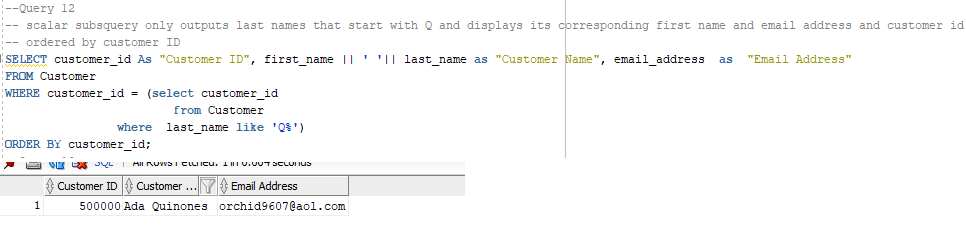 --Query 12
-- scalar subsquery only outputs last names that start with Q and displays its corresponding first name and email address and customer id
-- ordered by customer ID
SELECT customer_id As "Customer ID", first_name || ' '|| last_name as "Customer Name", email_address  as  "Email Address"
FROM Customer
WHERE customer_id = (select customer_id
from Customer
where  last_name like 'Q%')
ORDER BY customer_id;
SQL | All Rows Fetched: 1 in 0.004 seconds
Customer ID Customer ... Email Address
1 500000 Ada Quinones orchid9607@aol.com